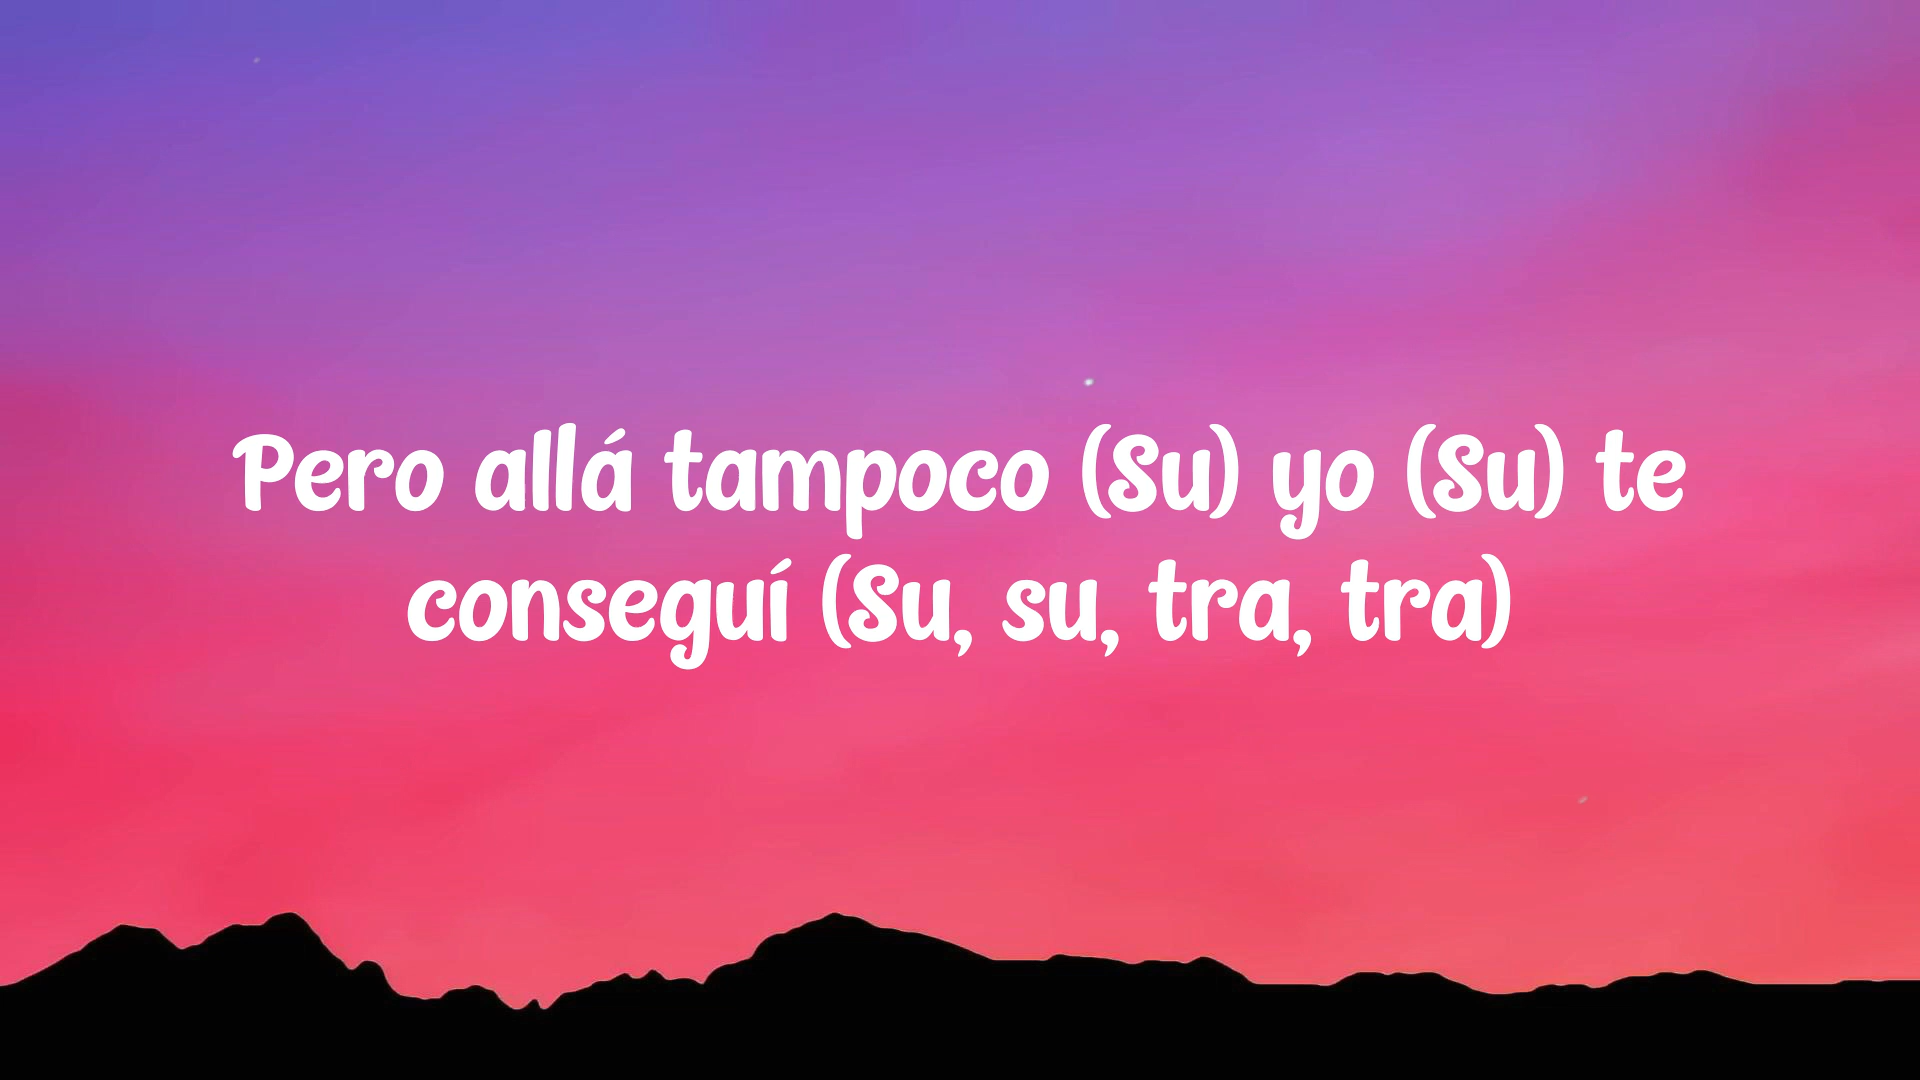 Pero allá tampoco (Su) yo (Su) te
conseguí (Su, su, tra, tra)